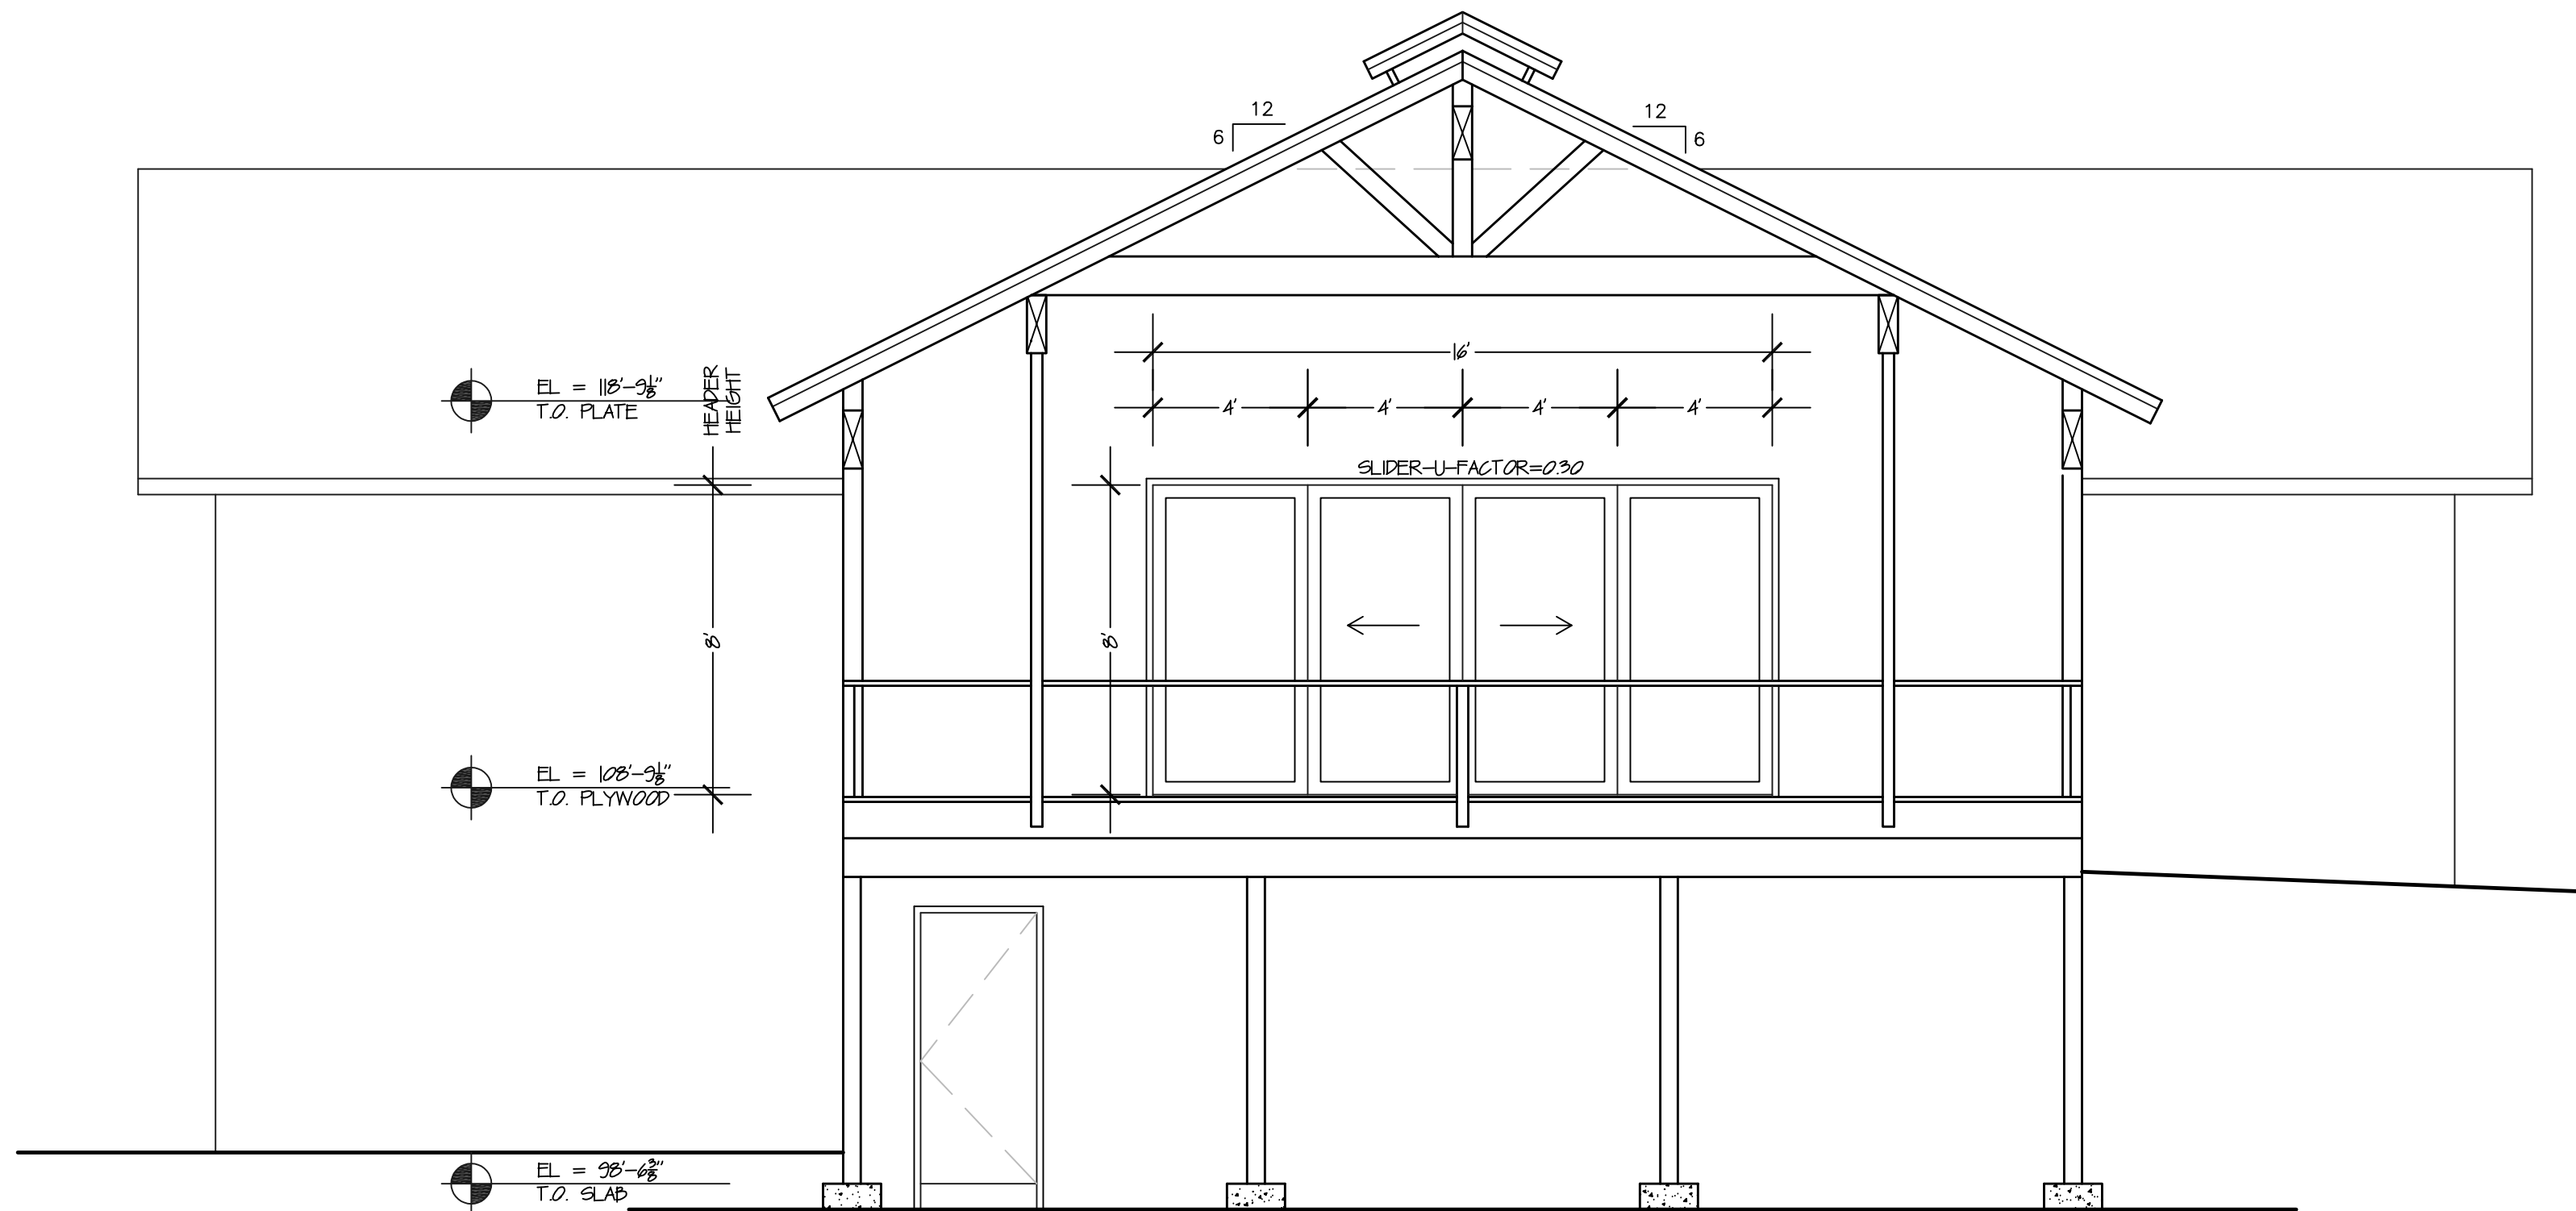 12
6
12
6
EL = 118'-9⅛"
T.O. PLATE
HEADER
HEIGHT
16'
4' 4' 4' 4'
SLIDER-U-FACTOR=0.30
8'
8'
EL = 108'-9⅛"
T.O. PLYWOOD
EL = 98'-6⅜"
T.O. SLAB